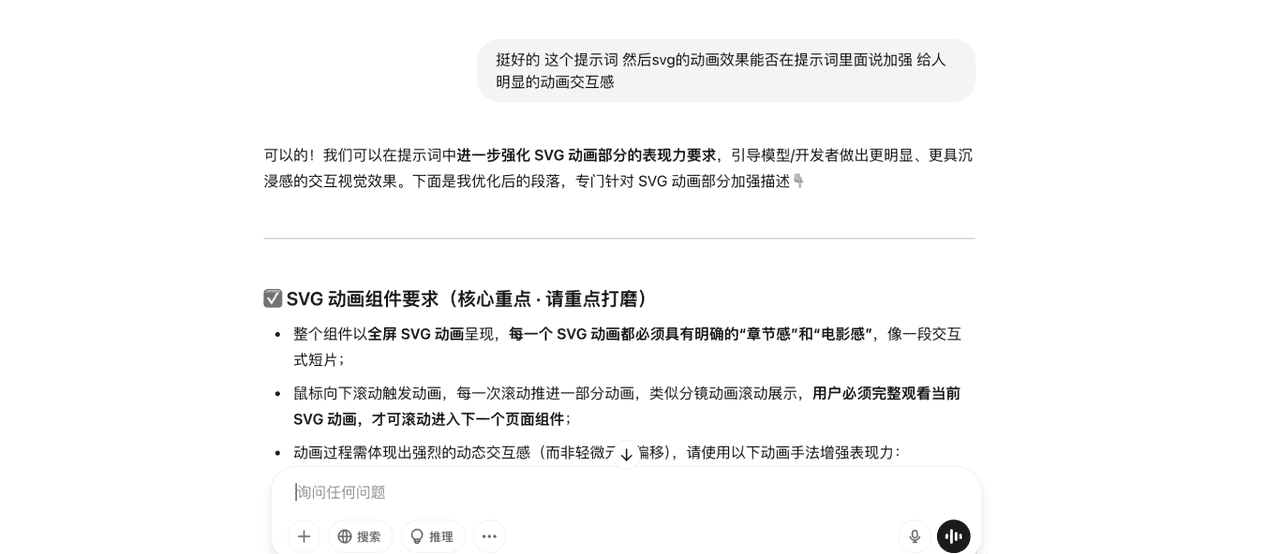 挺好的 这个提示词 然后svg的动画效果能否在提示词里面说加强 给人
明显的动画交互感
可以的！我们可以在提示词中进一步强化 SVG 动画部分的表现力要求，引导模型/开发者做出更明显、更具沉
浸感的交互视觉效果。下面是我优化后的段落，专门针对 SVG 动画部分加强描述👇
✅ SVG 动画组件要求（核心重点 · 请重点打磨）
• 整个组件以全屏 SVG 动画呈现，每一个 SVG 动画都必须具有明确的“章节感”和“电影感”，像一段交互
式短片；
• 鼠标向下滚动触发动画，每一次滚动推进一部分动画，类似分镜动画滚动展示，用户必须完整观看当前
SVG 动画，才可滚动进入下一个页面组件；
• 动画过程需体现出强烈的动态交互感（而非轻微元 偏移），请使用以下动画手法增强表现力：
询问任何问题
搜索 推理